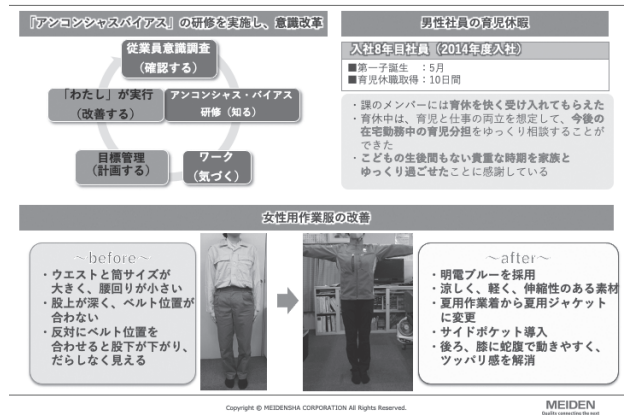 「アンコンシャスバイアス」の研修を実施し、意識改革
従業員意識調査
(確認する)
「わたし」が実行
(改善する)
アンコンシャス・バイアス
研修(知る)
目標管理
(計画する)
ワーク
(気づく)
男性社員の育児休暇
入社8年目社員(2014年度入社)
■第一子誕生 :5月
■育児休職取得:10日間
・課のメンバーには育休を快く受け入れてもらえた
・育休中は、育児と仕事の両立を想定して、今後の
在宅勤務中の育児分担をゆっくり相談することが
できた
・こどもの生後間もない貴重な時期を家族と
ゆっくり過ごせたことに感謝している
女性用作業服の改善
～before～
・ウエストと筒サイズが
大きく、腰回りが小さい
・股上が深く、ベルト位置が
合わない
・反対にベルト位置を
合わせると股下が下がり、
だらしなく見える
～after～
・明電ブルーを採用
・涼しく、軽く、伸縮性のある素材
・夏用作業着から夏用ジャケット
に変更
・サイドポケット導入
・後ろ、膝に蛇腹で動きやすく、
ツッパリ感を解消
Copyright © MEIDENSHA CORPORATION All Rights Reserved.
MEIDEN
Quality connecting the next